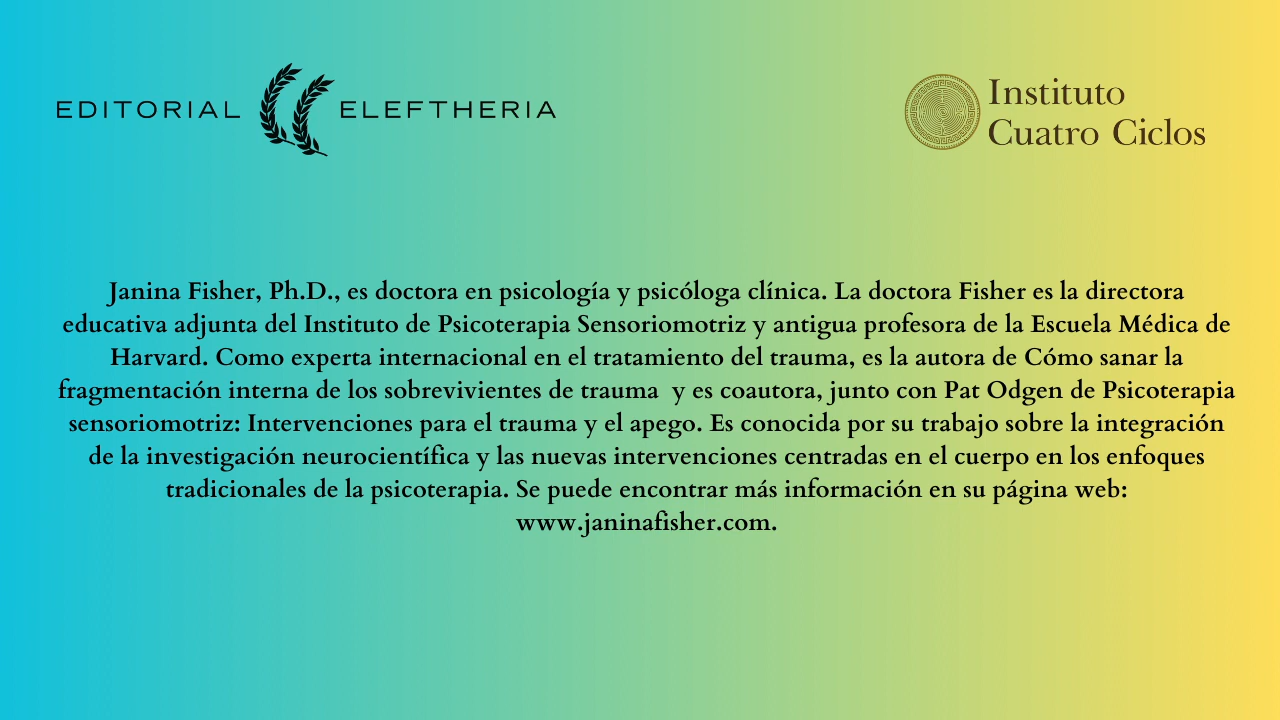 EDITORIAL ELEFTHERIA
Instituto
Cuatro Ciclos
Janina Fisher, Ph.D., es doctora en psicología y psicóloga clínica. La doctora Fisher es la directora
educativa adjunta del Instituto de Psicoterapia Sensoriomotriz y antigua profesora de la Escuela Médica de
Harvard. Como experta internacional en el tratamiento del trauma, es la autora de Cómo sanar la
fragmentación interna de los sobrevivientes de trauma  y es coautora, junto con Pat Odgen de Psicoterapia
sensoriomotriz: Intervenciones para el trauma y el apego. Es conocida por su trabajo sobre la integración
de la investigación neurocientífica y las nuevas intervenciones centradas en el cuerpo en los enfoques
tradicionales de la psicoterapia. Se puede encontrar más información en su página web:
www.janinafisher.com.